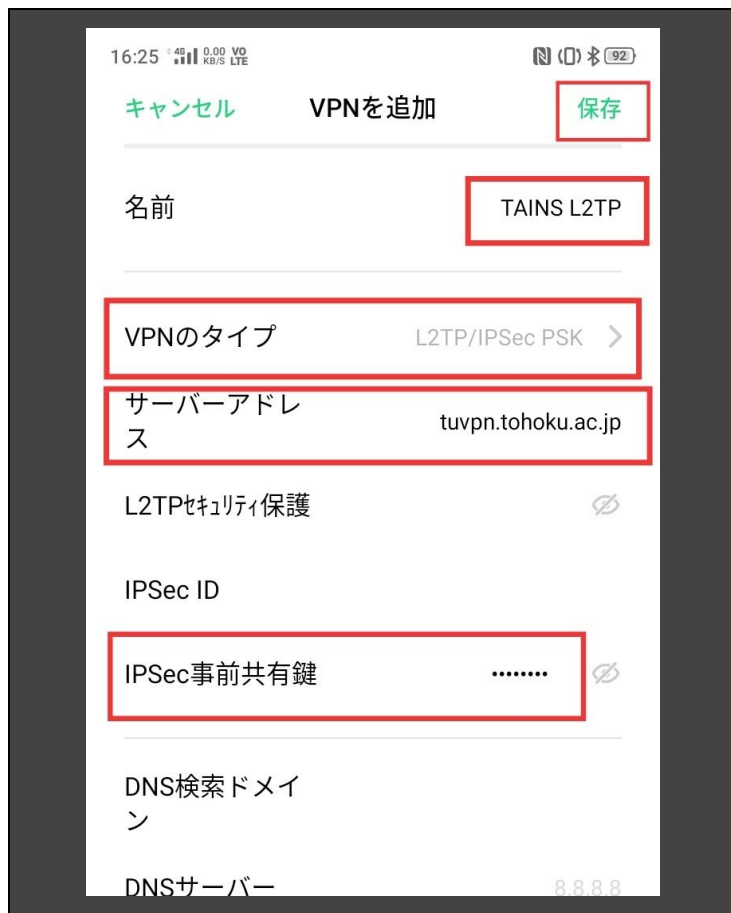 16:25 4G 0.00 KB/S VO LTE 92
キャンセル VPNを追加 保存
名前 TAINS L2TP
VPNのタイプ L2TP/IPSec PSK
サーバーアドレ
ス tuvpn.tohoku.ac.jp
L2TPｾｷｭﾘﾃｨ保護
IPSec ID
IPSec事前共有鍵 ••••••••
DNS検索ドメイ
ン
DNSサーバー 8.8.8.8